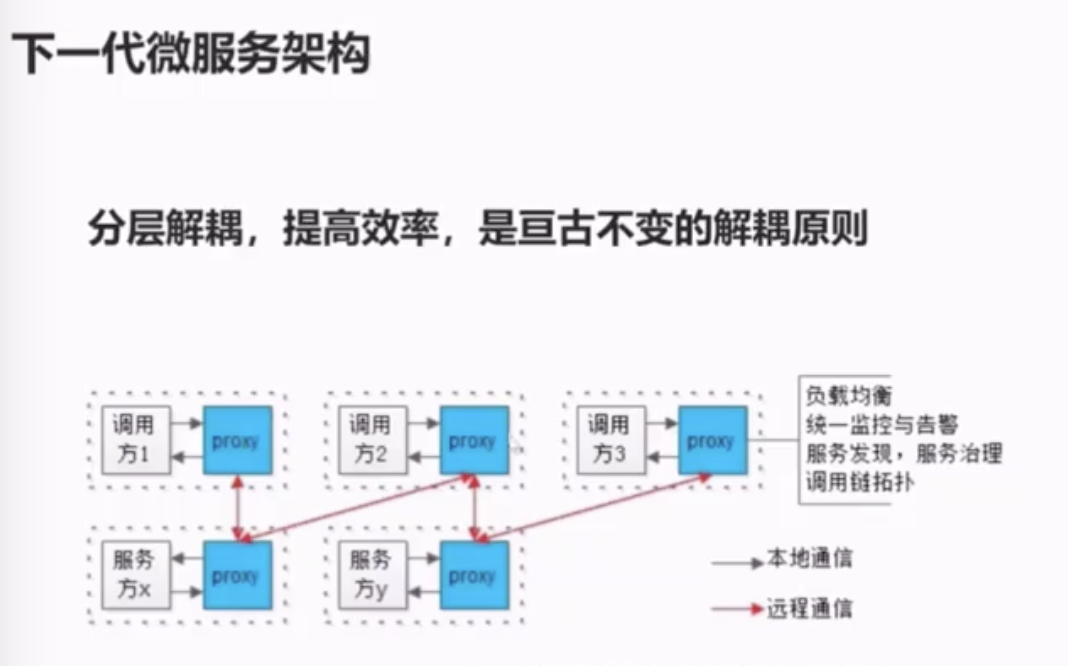 下一代微服务架构
分层解耦，提高效率，是亘古不变的解耦原则
调用
方1
proxy
调用
方2
proxy
调用
方3
proxy
负载均衡
统一监控与告警
服务发现，服务治理
调用链拓扑
服务
方x
proxy
服务
方y
proxy
本地通信
远程通信